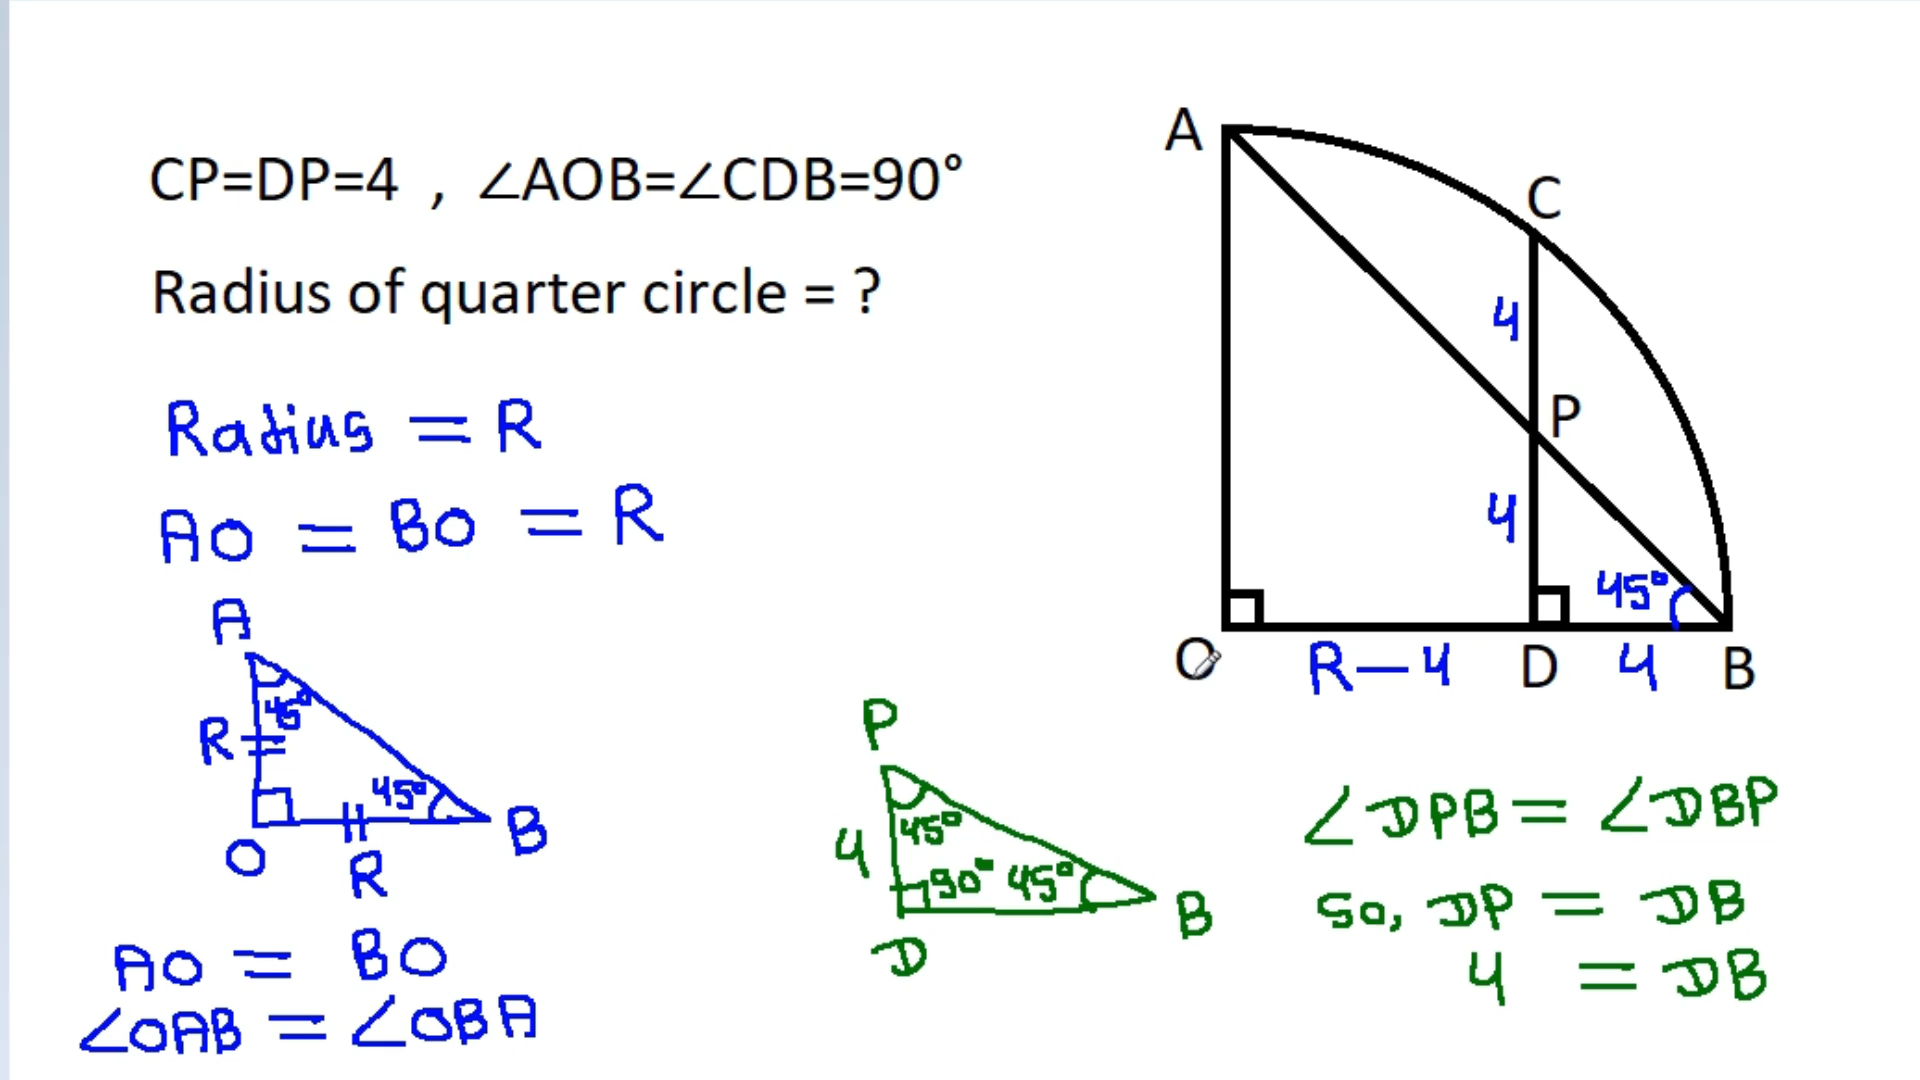 CP=DP=4 , ∠AOB=∠CDB=90°
Radius of quarter circle = ?
Radius = R
AO = BO = R
A
45°
R
45°
O
B
R
AO = BO
∠OAB = ∠OBA
A
C
4
P
4
45°
O
R-4
D
4
B
P
45°
4
90°
45°
B
D
∠DPB = ∠DBP
so, DP = DB
4 = DB